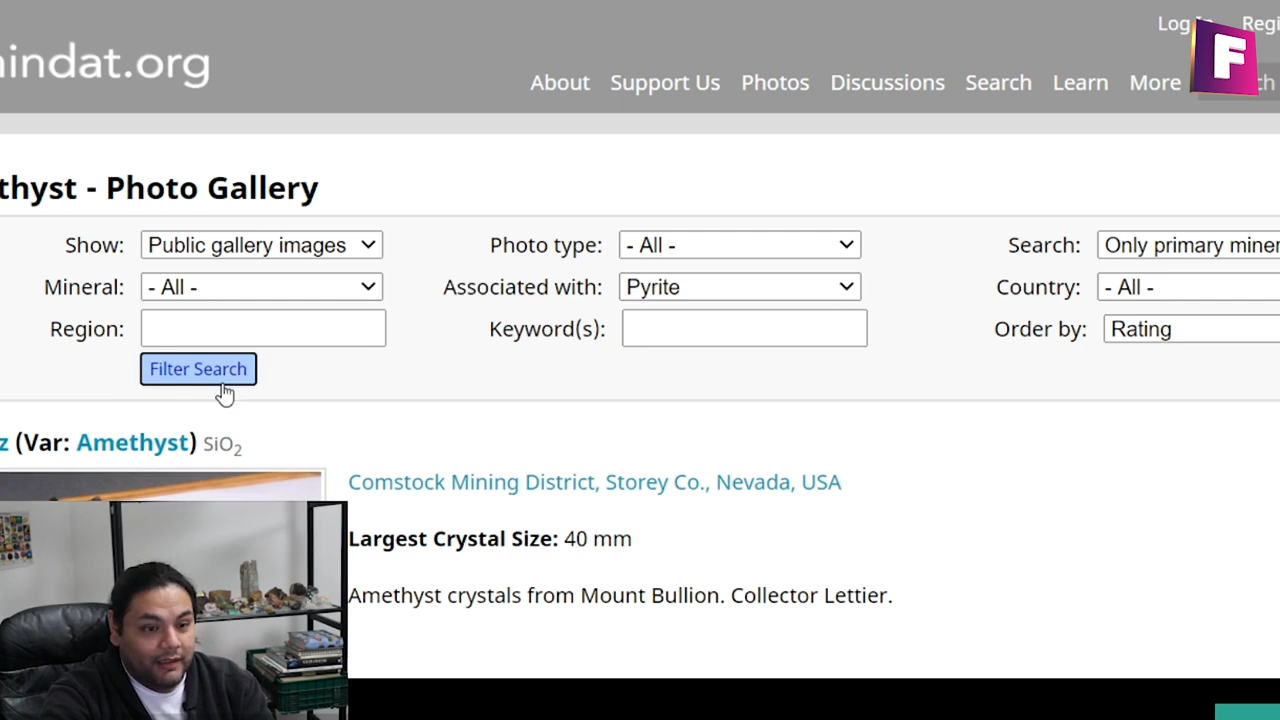 Log In Regi
mindat.org
About Support Us Photos Discussions Search Learn More
F
thyst - Photo Gallery
Show: Public gallery images Photo type: - All - Search: Only primary miner
Mineral: - All - Associated with: Pyrite Country: - All -
Region: Keyword(s): Order by: Rating
Filter Search
z (Var: Amethyst) SiO2
Comstock Mining District, Storey Co., Nevada, USA
Largest Crystal Size: 40 mm
Amethyst crystals from Mount Bullion. Collector Lettier.